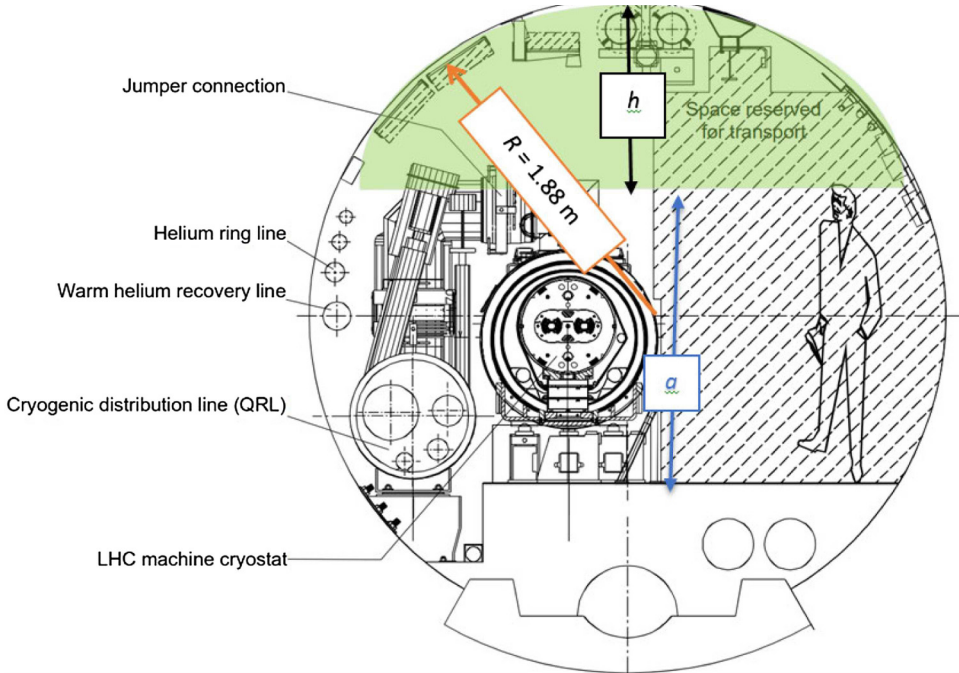 h
Jumper connection
Space reserved
for transport
R = 1.88 m
Helium ring line
Warm helium recovery line
a
Cryogenic distribution line (QRL)
LHC machine cryostat